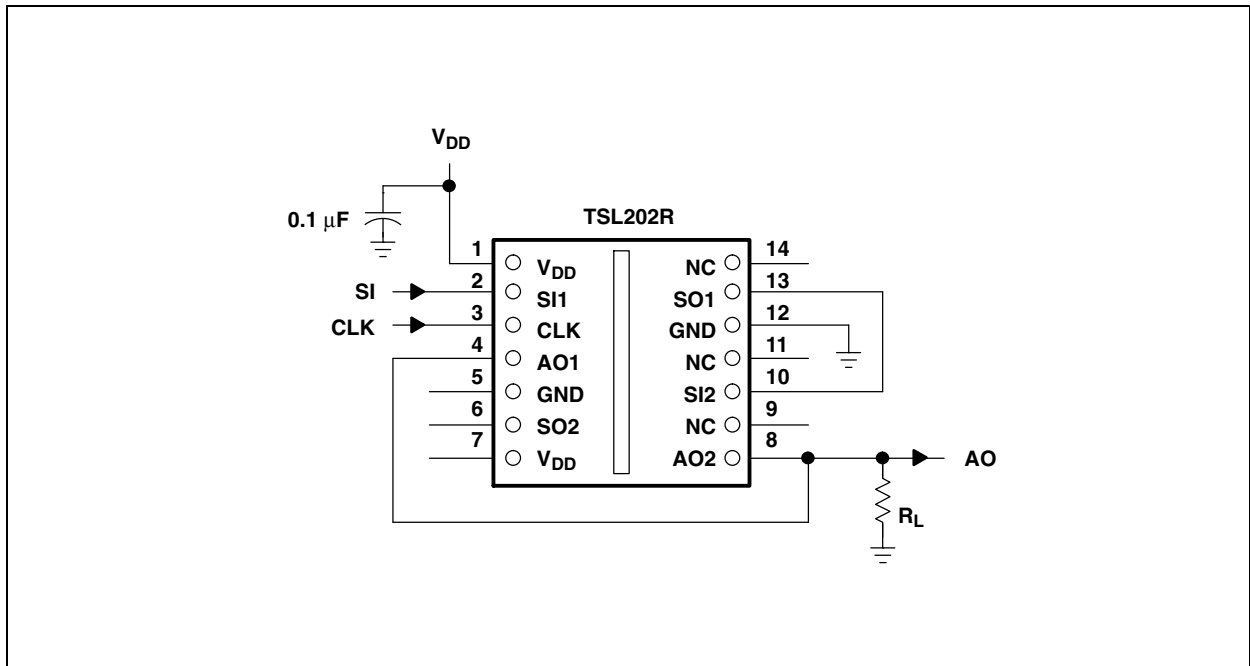 VDD
0.1 μF
TSL202R
1 VDD NC 14
SI 2 SI1 SO1 13
CLK 3 CLK GND 12
4 AO1 NC 11
5 GND SI2 10
6 SO2 NC 9
7 VDD AO2 8 AO
RL